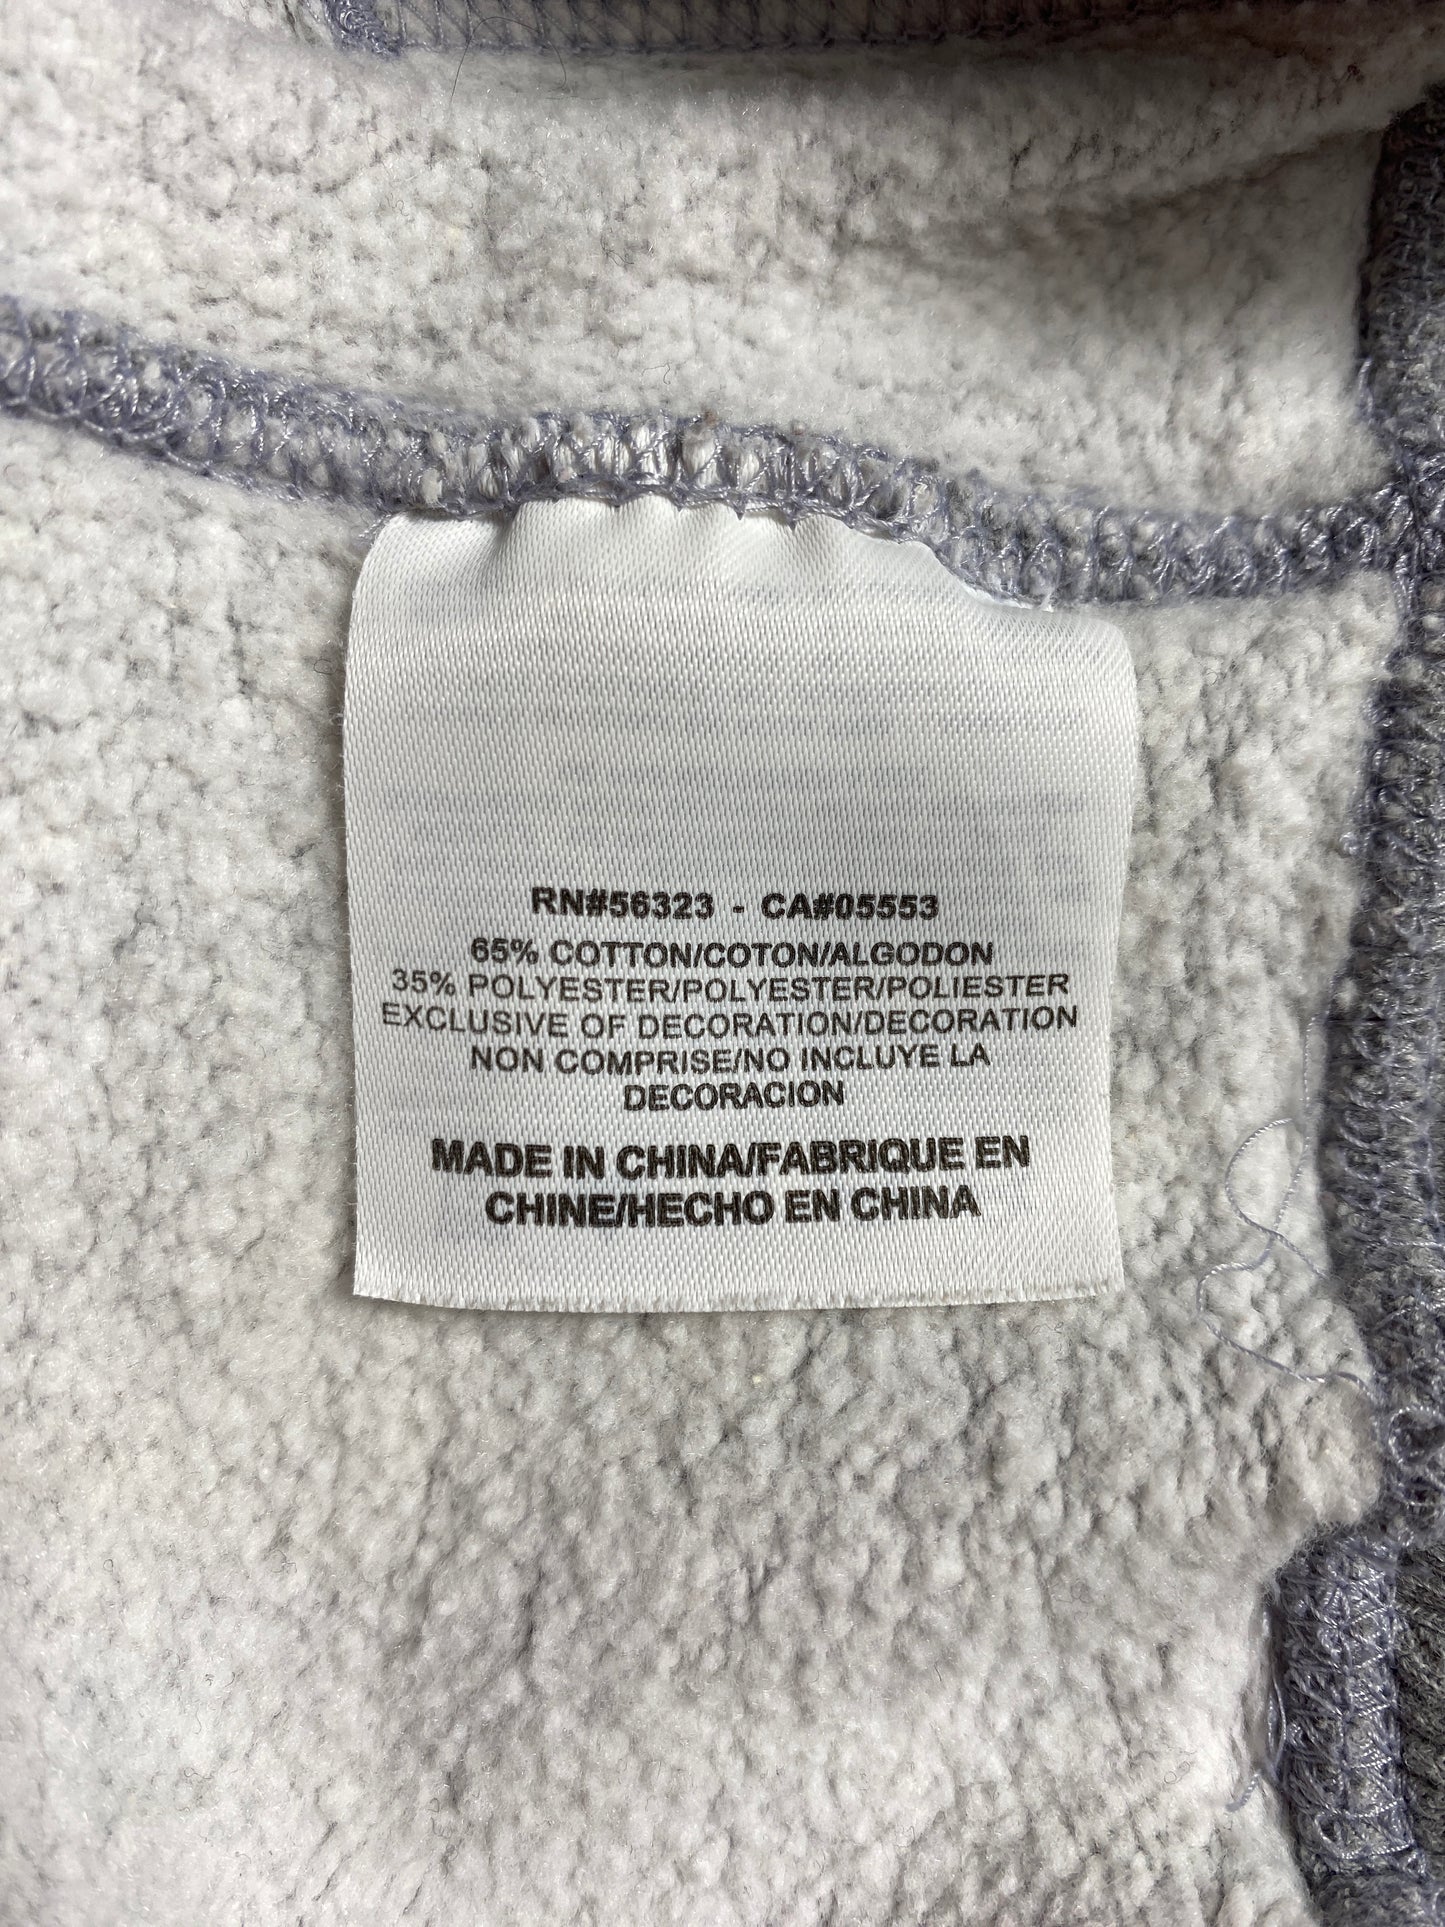 RN#56323 - CA#05553
65% COTTON/COTON/ALGODON
35% POLYESTER/POLYESTER/POLIESTER
EXCLUSIVE OF DECORATION/DECORATION
NON COMPRISE/NO INCLUYE LA
DECORACION
MADE IN CHINA/FABRIQUE EN
CHINE/HECHO EN CHINA